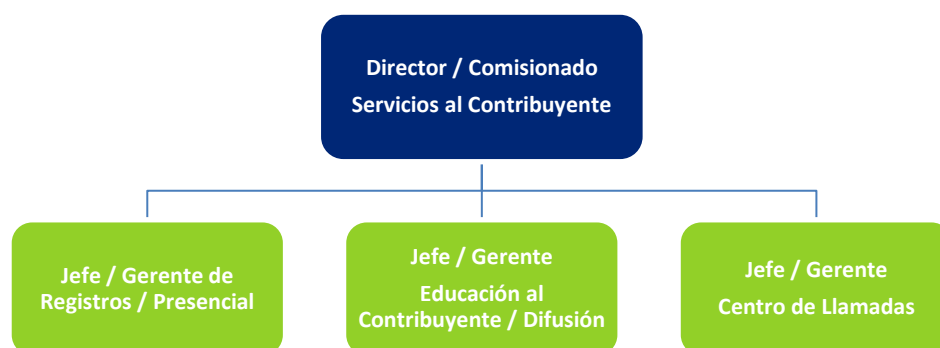 Director / Comisionado
Servicios al Contribuyente
Jefe / Gerente de
Registros / Presencial
Jefe / Gerente
Educación al
Contribuyente / Difusión
Jefe / Gerente
Centro de Llamadas